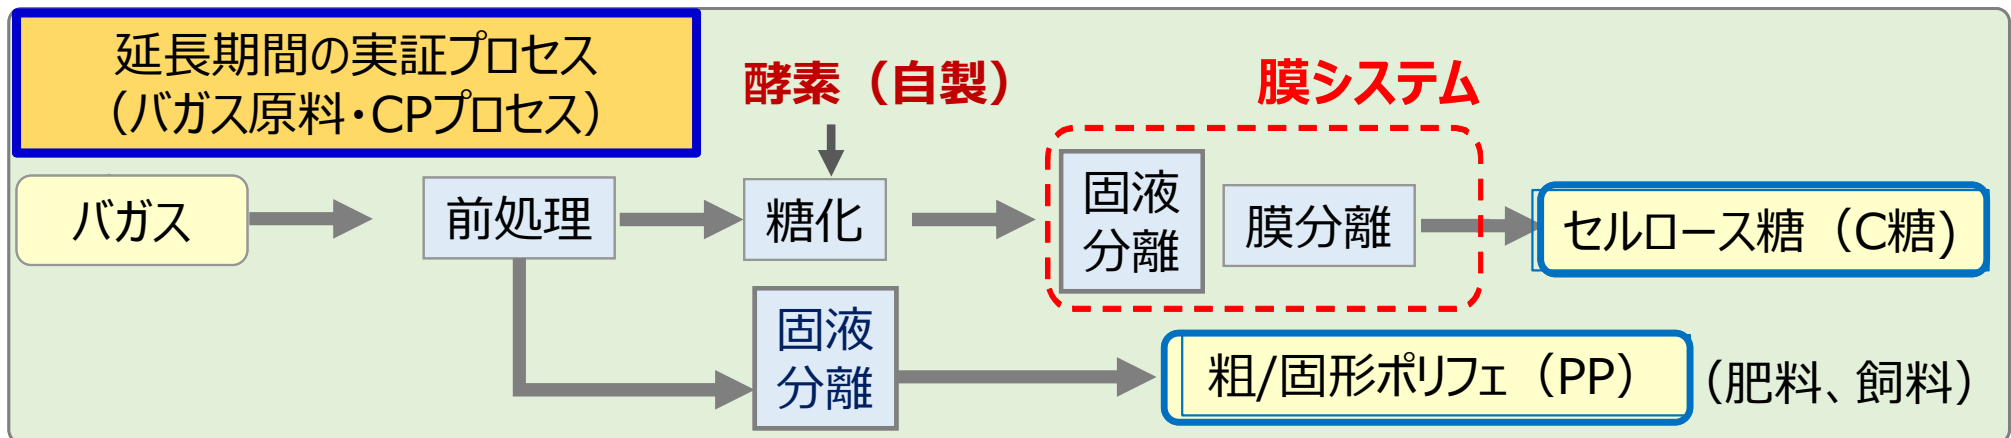 延長期間の実証プロセス
（バガス原料・CPプロセス）
酵素（自製）
膜システム
バガス
前処理
糖化
固液
分離
膜分離
セルロース糖（C糖)
固液
分離
粗/固形ポリフェ（PP）
（肥料、飼料）